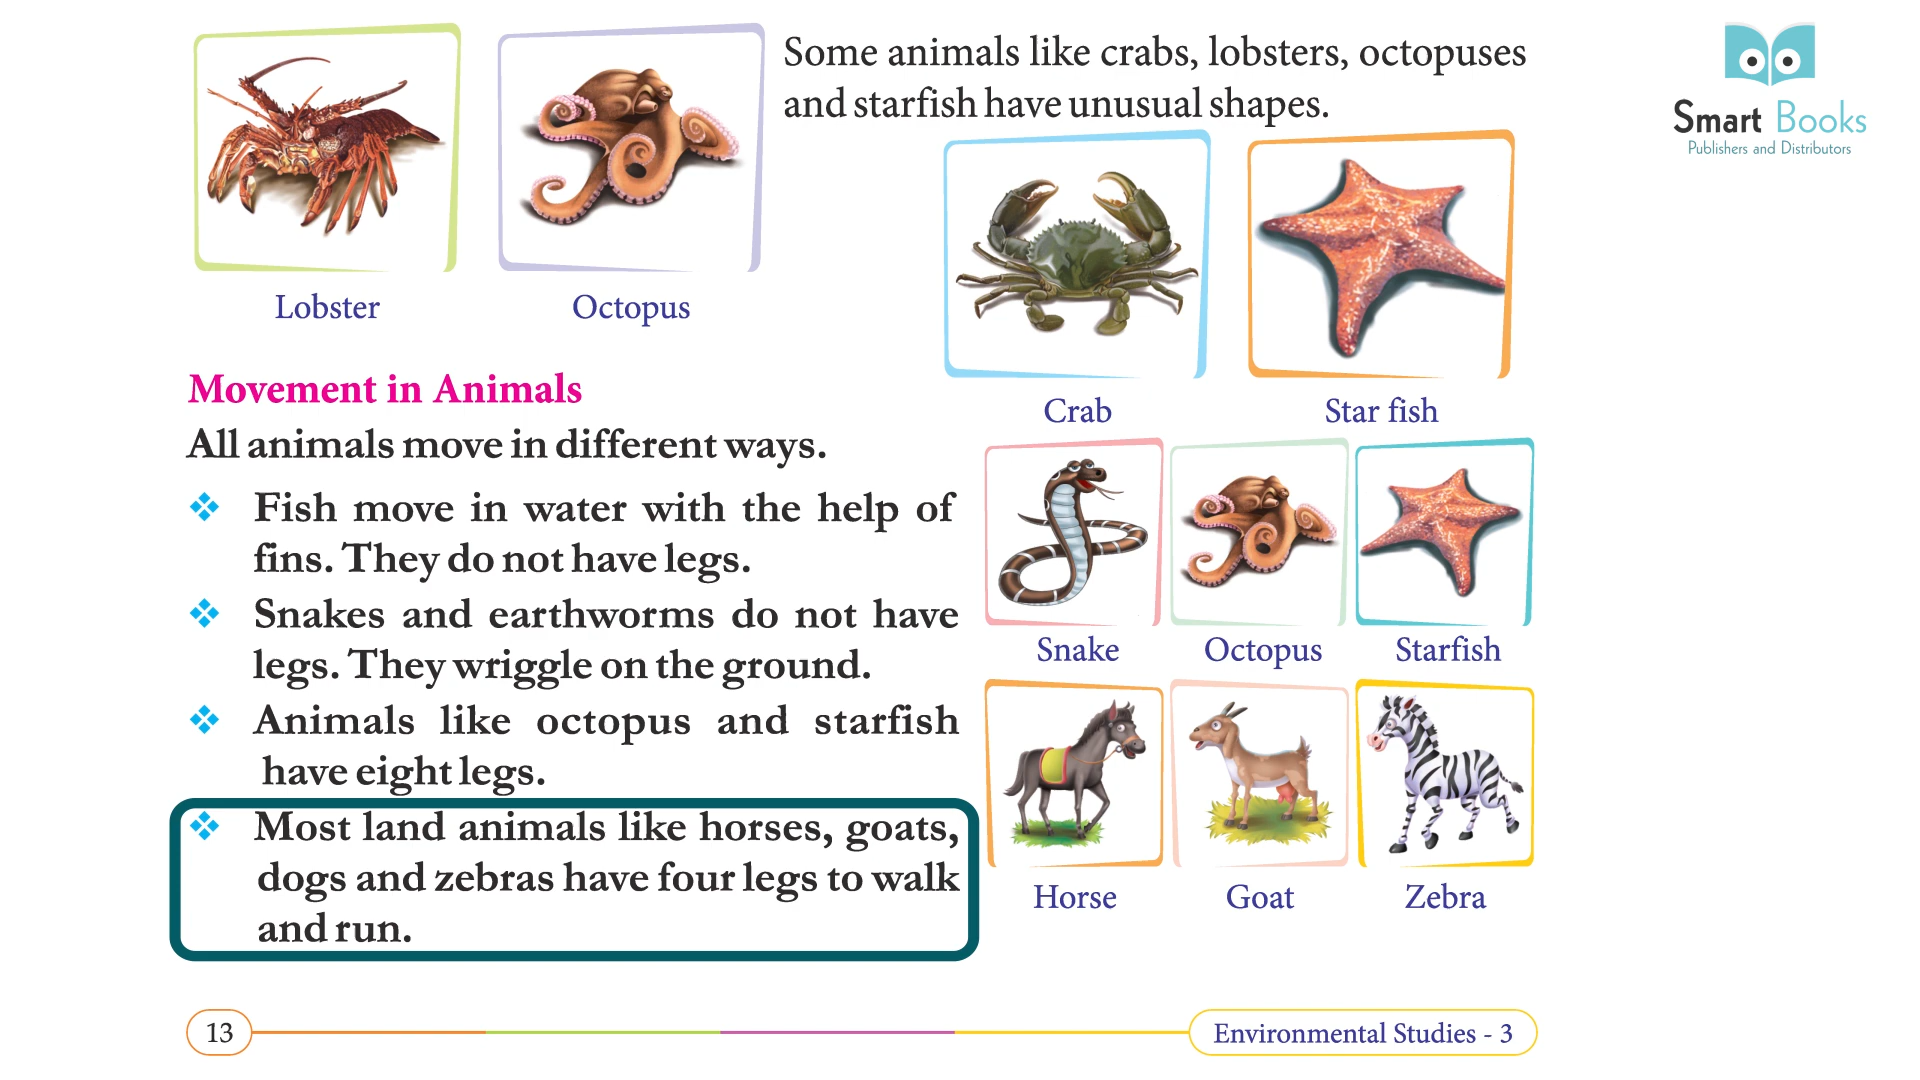 Some animals like crabs, lobsters, octopuses
and starfish have unusual shapes.
Smart Books
Publishers and Distributors
Lobster
Octopus
Crab
Star fish
Movement in Animals
All animals move in different ways.
❖ Fish move in water with the help of
fins. They do not have legs.
❖ Snakes and earthworms do not have
legs. They wriggle on the ground.
❖ Animals like octopus and starfish
have eight legs.
❖ Most land animals like horses, goats,
dogs and zebras have four legs to walk
and run.
Snake
Octopus
Starfish
Horse
Goat
Zebra
13
Environmental Studies - 3